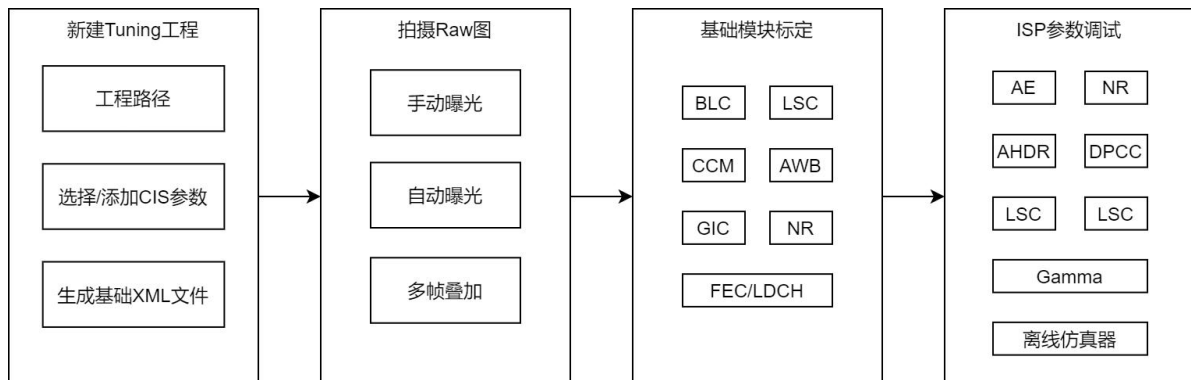 新建Tuning工程
工程路径
选择/添加CIS参数
生成基础XML文件
拍摄Raw图
手动曝光
自动曝光
多帧叠加
基础模块标定
BLC LSC
CCM AWB
GIC NR
FEC/LDCH
ISP参数调试
AE NR
AHDR DPCC
LSC LSC
Gamma
离线仿真器